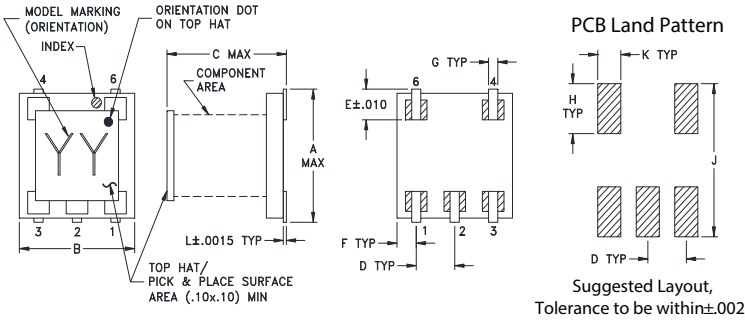 MODEL MARKING
(ORIENTATION)
INDEX
ORIENTATION DOT
ON TOP HAT
4
6
3
2
1
B
C MAX
COMPONENT
AREA
A
MAX
L±.0015 TYP
TOP HAT/
PICK & PLACE SURFACE
AREA (.10x.10) MIN
G TYP
6
4
E±.010
1
2
3
F TYP
D TYP
PCB Land Pattern
K TYP
H
TYP
J
D TYP
Suggested Layout,
Tolerance to be within±.002
YY